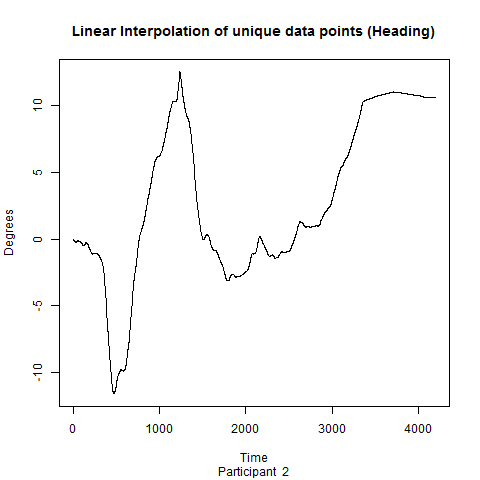 Linear Interpolation of unique data points (Heading)
Degrees
10
5
0
-5
-10
0 1000 2000 3000 4000
Time
Participant 2